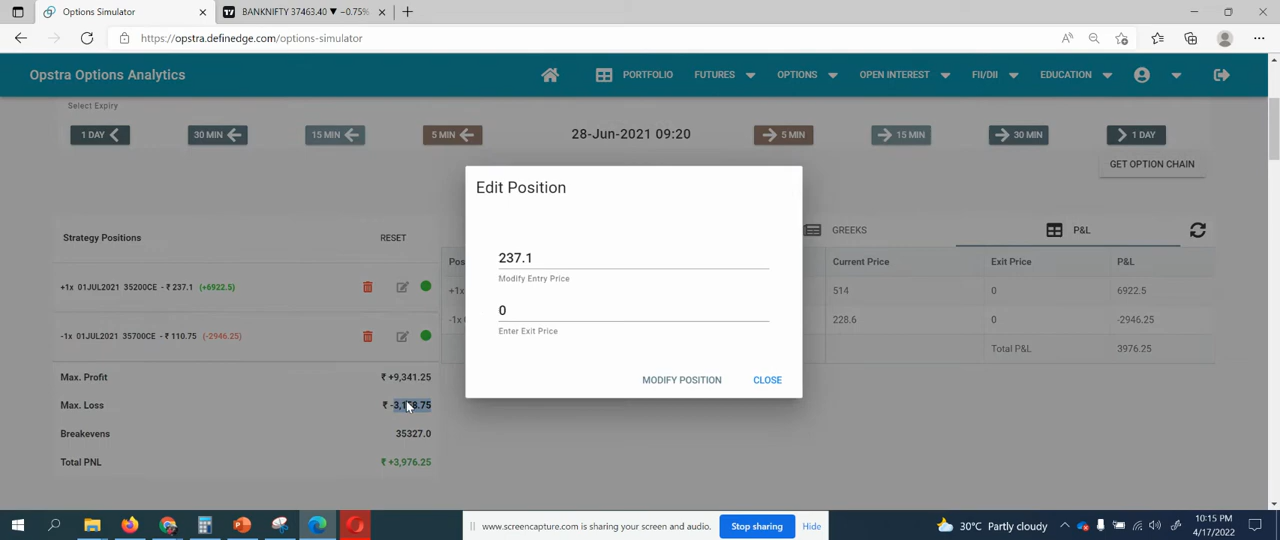 Options Simulator
BANKNIFTY 37463.40 ▼ −0.75%
https://opstra.definedge.com/options-simulator
Opstra Options Analytics
PORTFOLIO FUTURES OPTIONS OPEN INTEREST FII/DII EDUCATION
Select Expiry
1 DAY 30 MIN 15 MIN 5 MIN 28-Jun-2021 09:20 5 MIN 15 MIN 30 MIN 1 DAY
GET OPTION CHAIN
Edit Position
Strategy Positions RESET GREEKS P&L
237.1
Current Price Exit Price P&L
Modify Entry Price
+1x 01JUL2021 35200CE - ₹ 237.1 (+6922.5) +1x 514 0 6922.5
0
Enter Exit Price
-1x 01JUL2021 35700CE - ₹ 110.75 (-2946.25) -1x 228.6 0 -2946.25
Total P&L 3976.25
Max. Profit ₹ +9,341.25
MODIFY POSITION CLOSE
Max. Loss
Breakevens 35327.0
Total PNL ₹ +3,976.25
www.screencapture.com is sharing your screen and audio. Stop sharing Hide
30°C Partly cloudy
10:15 PM
4/17/2022